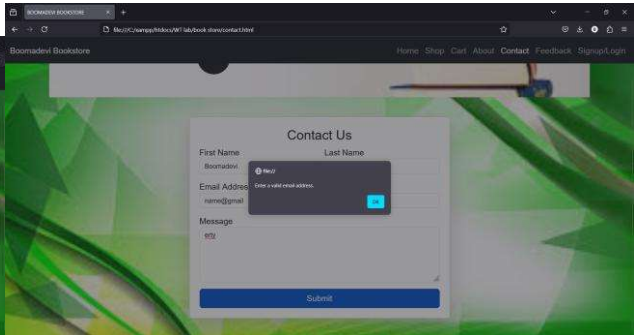 BOOMADEVI BOOKSTORE
file:///C:/xampp/htdocs/WT lab/book store/contact.html
Boomadevi Bookstore
Home Shop Cart About Contact Feedback Signup/Login
Contact Us
First Name Last Name
Boomadevi
file://
Enter a valid email address.
OK
Email Addres
name@gmail
Message
erty
Submit